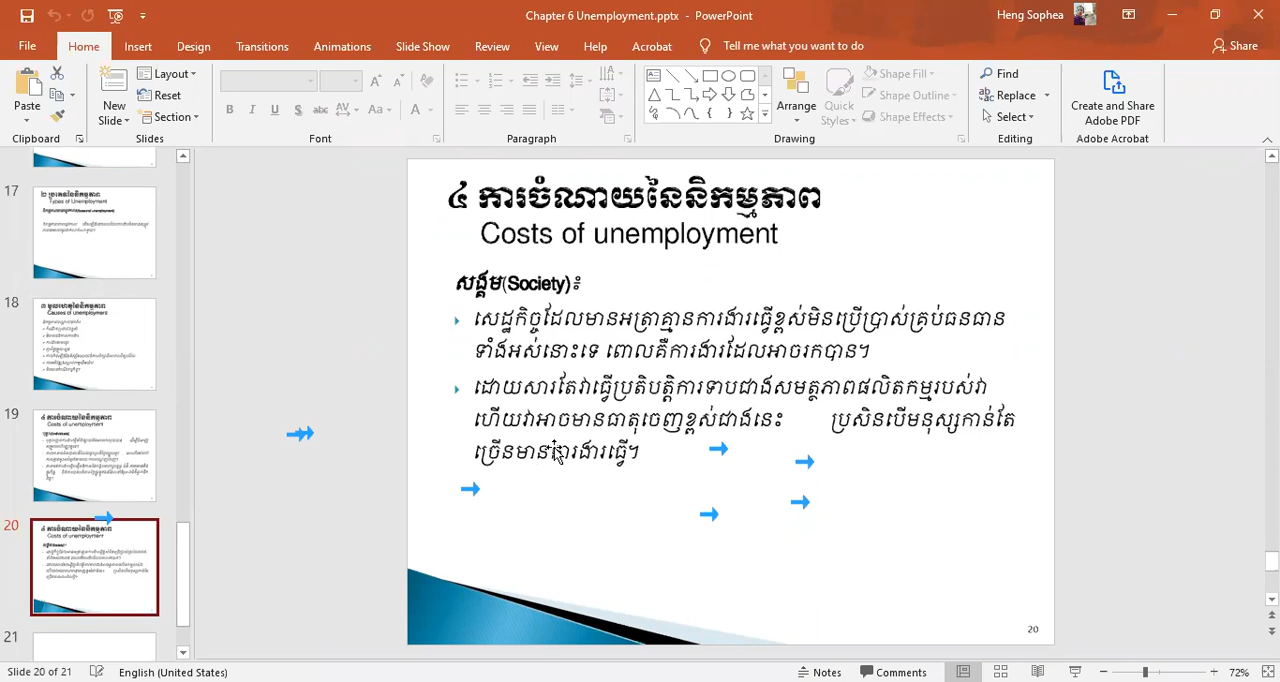 Chapter 6 Unemployment.pptx - PowerPoint
Heng Sophea
File Home Insert Design Transitions Animations Slide Show Review View Help Acrobat Tell me what you want to do Share
Paste
New Slide
Layout
Reset
Section
Shape Fill
Shape Outline
Shape Effects
Arrange
Quick Styles
Find
Replace
Select
Create and Share Adobe PDF
Clipboard Slides Font Paragraph Drawing Editing Adobe Acrobat
17
18
19
20
21
៤ ការចំណាយនៃនិកម្មភាព
Costs of unemployment
សង្គម(Society)៖
សេដ្ឋកិច្ចដែលមានអត្រាគ្មានការងារធ្វើខ្ពស់មិនប្រើប្រាស់គ្រប់ធនធាន
ទាំងអស់នោះទេ ពោលគឺការងារដែលអាចរកបាន។
ដោយសារតែវាធ្វើប្រតិបត្តិការទាបជាងសមត្ថភាពផលិតកម្មរបស់វា
ហើយវាអាចមានធាតុចេញខ្ពស់ជាងនេះ ប្រសិនបើមនុស្សកាន់តែ
ច្រើនមានការងារធ្វើ។
20
Slide 20 of 21 English (United States) Notes Comments 72%